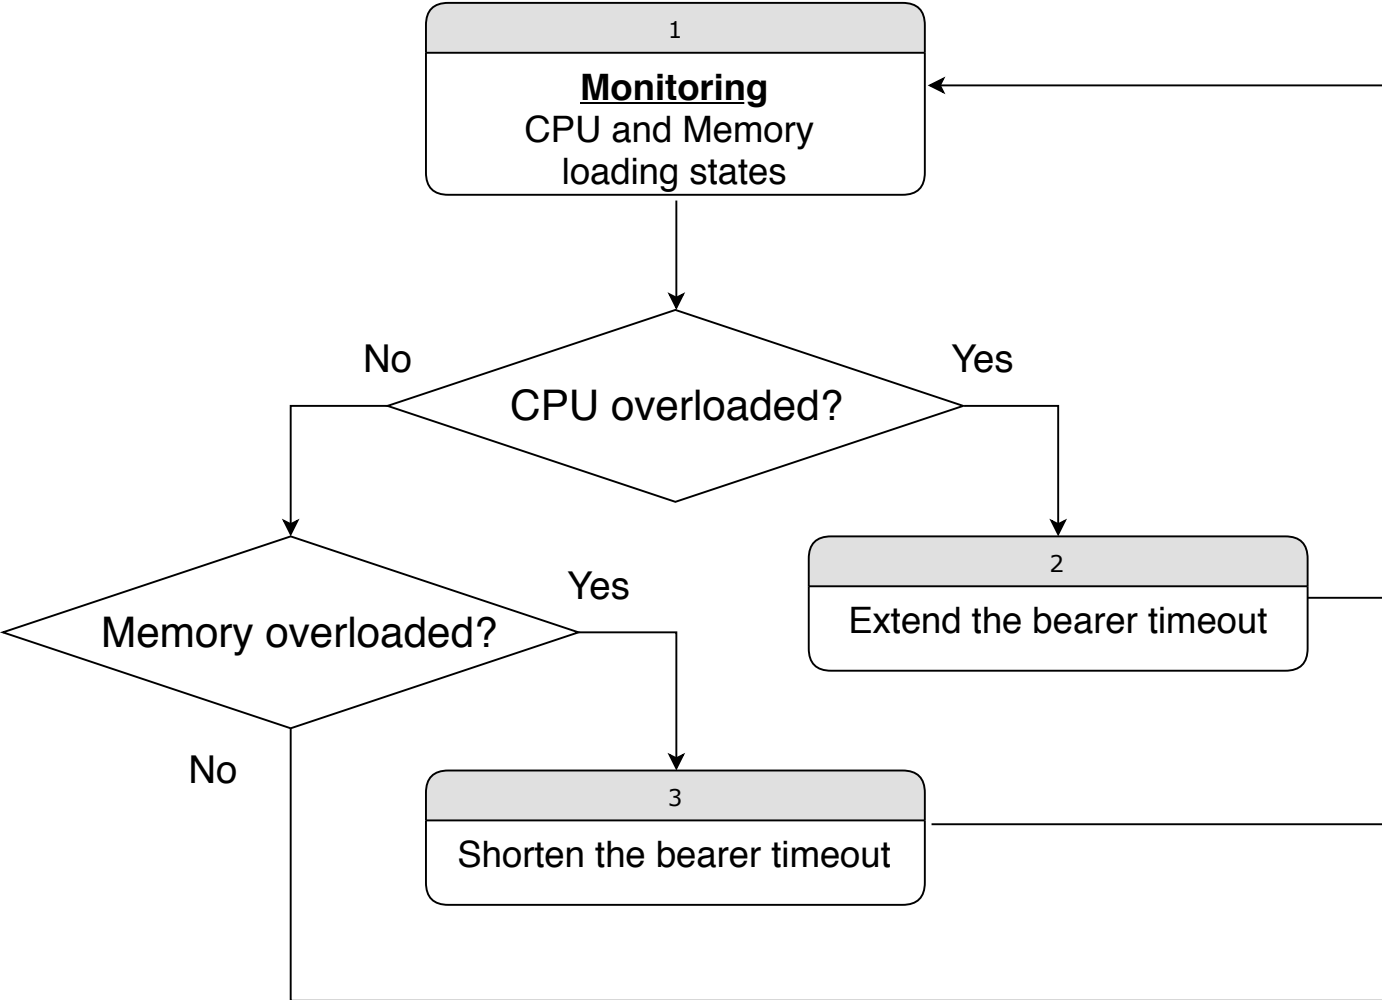 1
Monitoring
CPU and Memory
loading states
No
Yes
CPU overloaded?
2
Extend the bearer timeout
Yes
Memory overloaded?
No
3
Shorten the bearer timeout